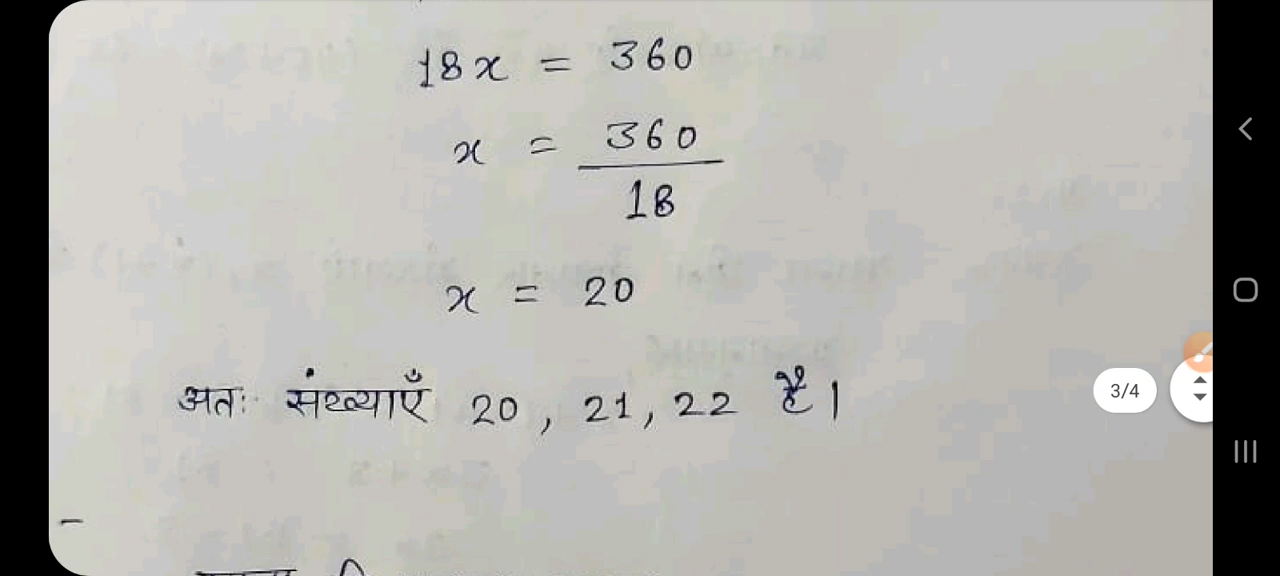 18x = 360
x = 360
18
x = 20
अतः संख्याएँ 20, 21, 22 हैं।
3/4